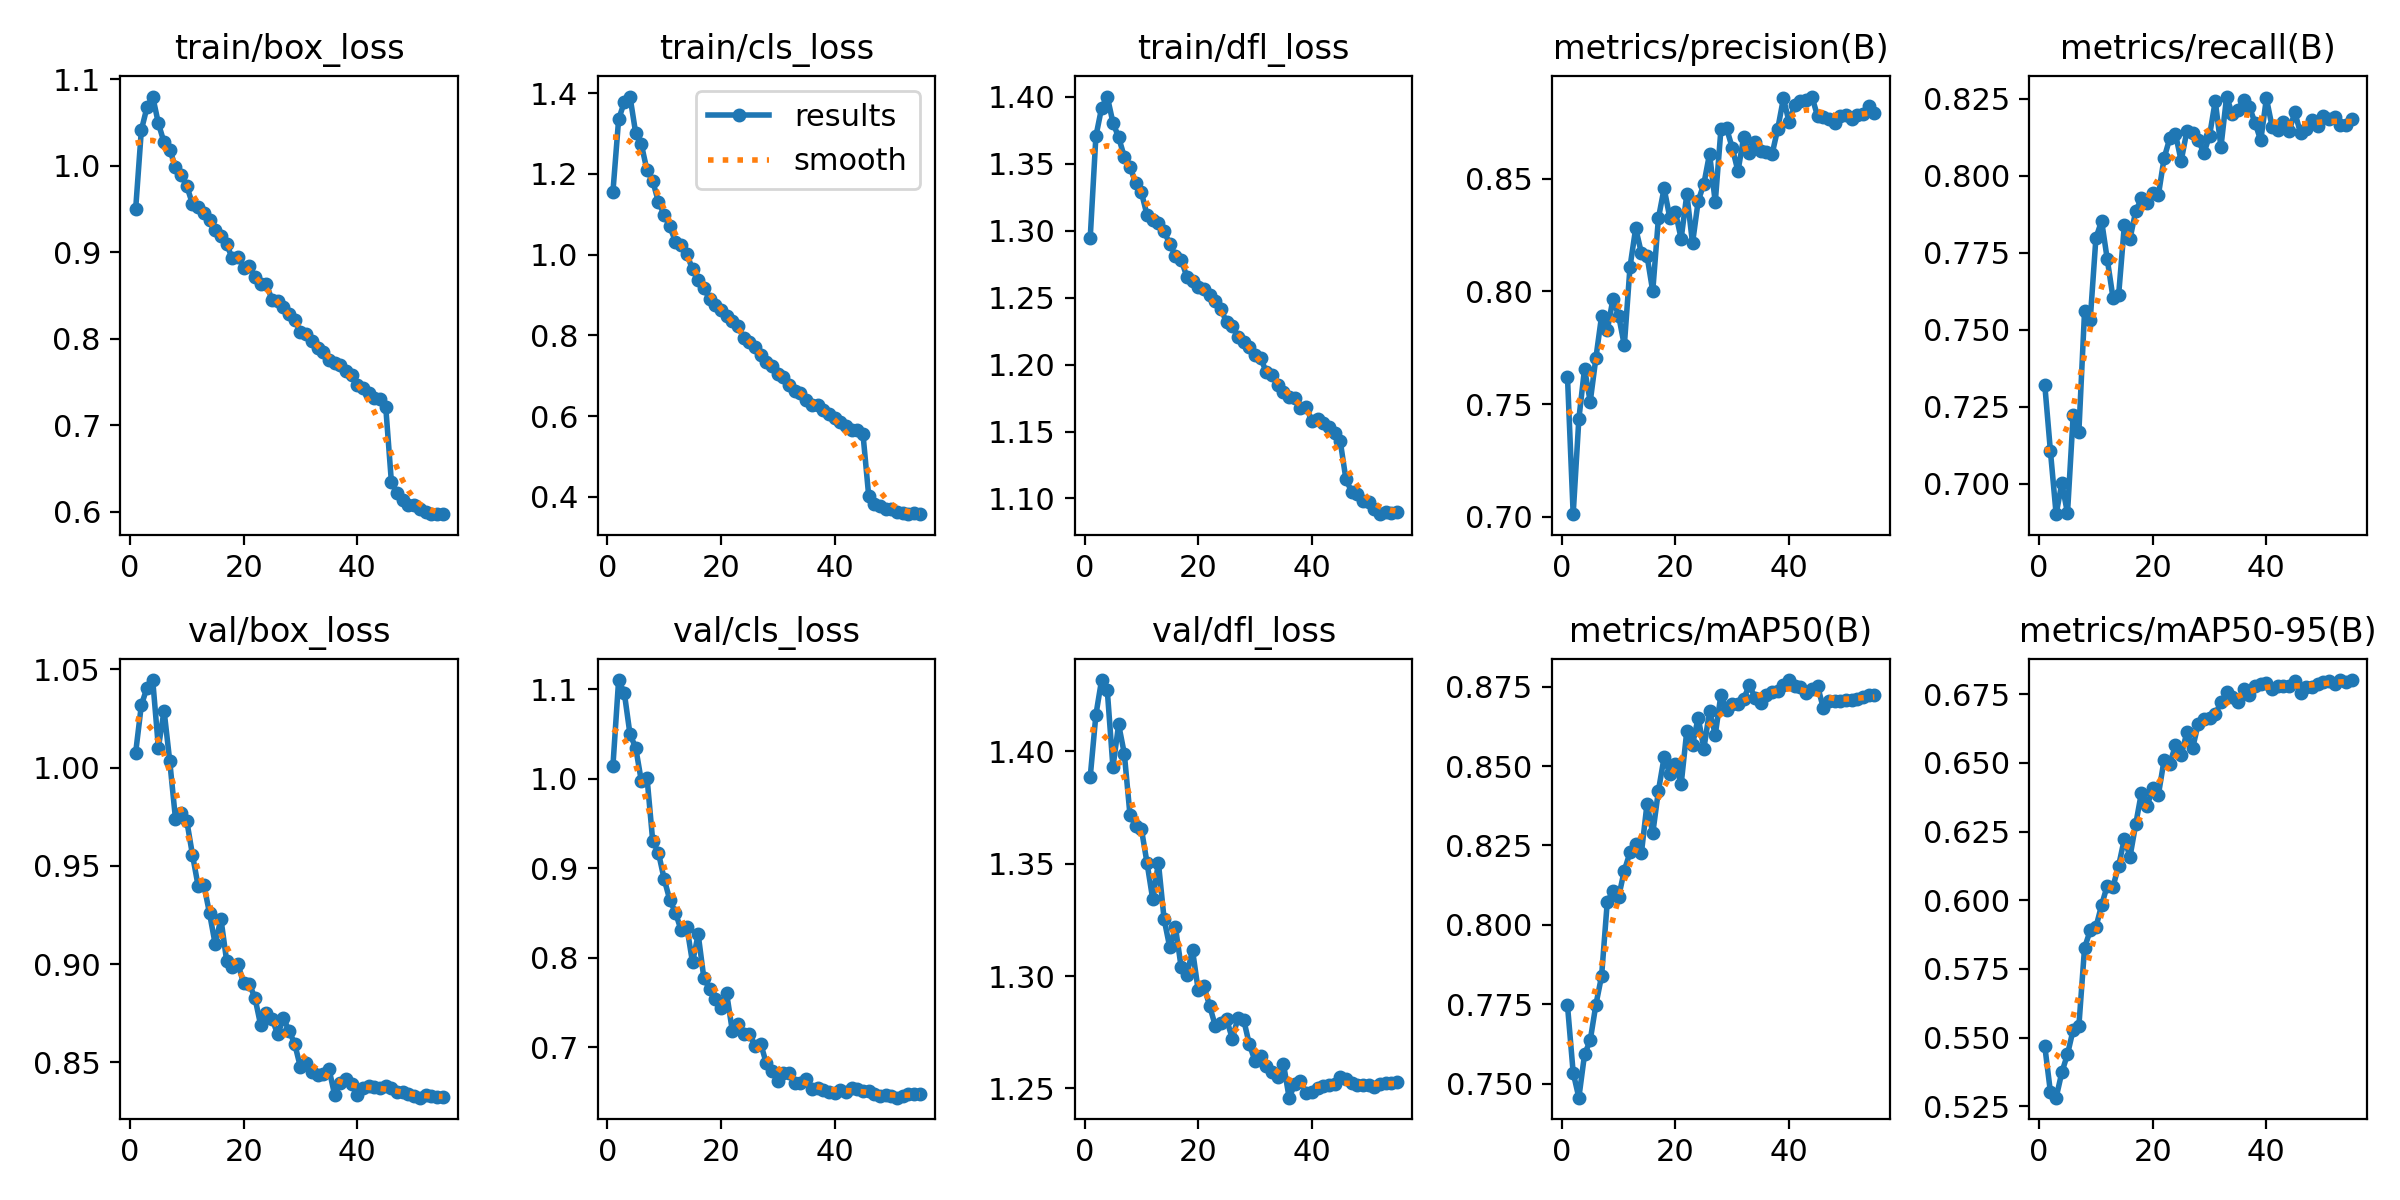 train/box_loss
1.1
1.0
0.9
0.8
0.7
0.6
0 20 40
train/cls_loss
results
smooth
1.4
1.2
1.0
0.8
0.6
0.4
0 20 40
train/dfl_loss
1.40
1.35
1.30
1.25
1.20
1.15
1.10
0 20 40
metrics/precision(B)
0.85
0.80
0.75
0.70
0 20 40
metrics/recall(B)
0.825
0.800
0.775
0.750
0.725
0.700
0 20 40
val/box_loss
1.05
1.00
0.95
0.90
0.85
0 20 40
val/cls_loss
1.1
1.0
0.9
0.8
0.7
0 20 40
val/dfl_loss
1.40
1.35
1.30
1.25
0 20 40
metrics/mAP50(B)
0.875
0.850
0.825
0.800
0.775
0.750
0 20 40
metrics/mAP50-95(B)
0.675
0.650
0.625
0.600
0.575
0.550
0.525
0 20 40